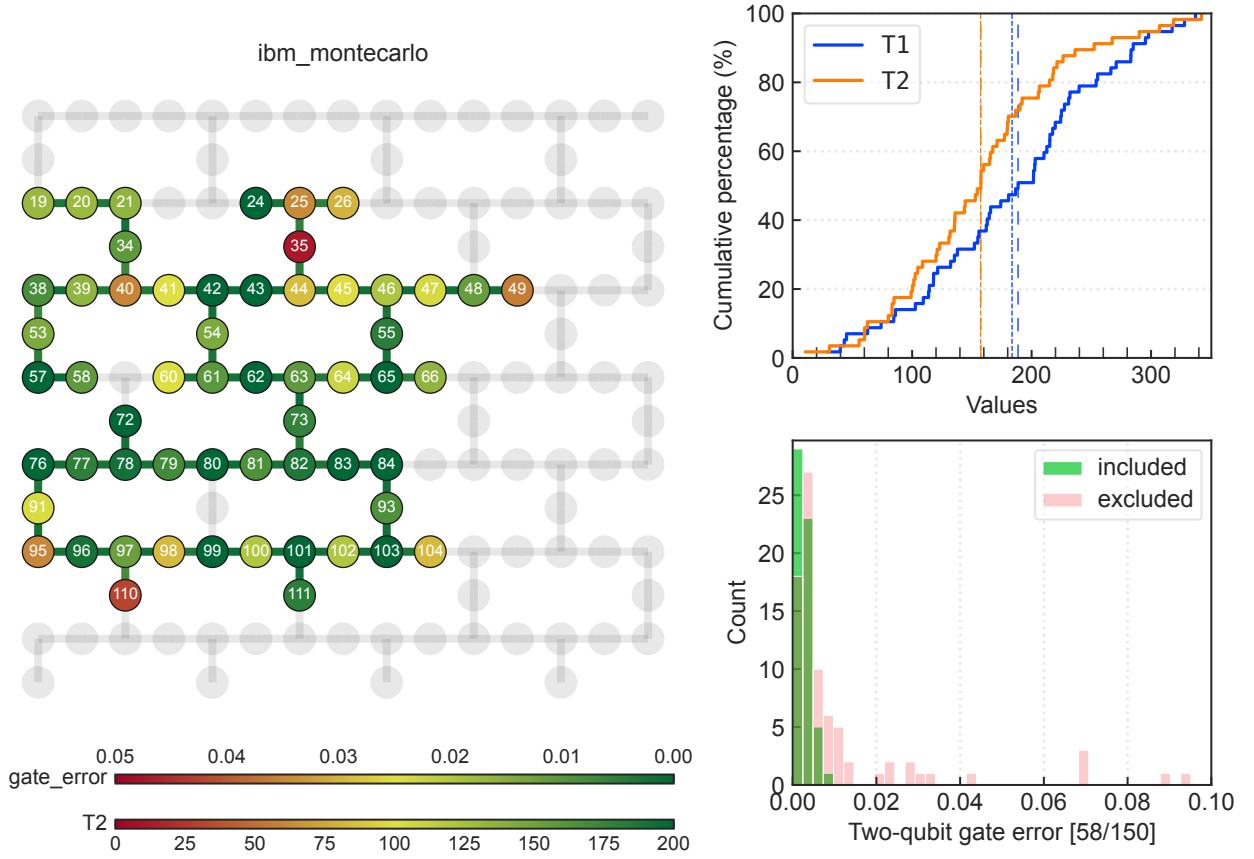 ibm_montecarlo
19 20 21 24 25 26
34 35
38 39 40 41 42 43 44 45 46 47 48 49
53 54 55
57 58 60 61 62 63 64 65 66
72 73
76 77 78 79 80 81 82 83 84
91 93
95 96 97 98 99 100 101 102 103 104
110 111
0.05 0.04 0.03 0.02 0.01 0.00
gate_error
T2
0 25 50 75 100 125 150 175 200
100
80
60
40
20
0
Cumulative percentage (%)
T1
T2
0 100 200 300
Values
25
20
15
10
5
0
Count
included
excluded
0.00 0.02 0.04 0.06 0.08 0.10
Two-qubit gate error [58/150]